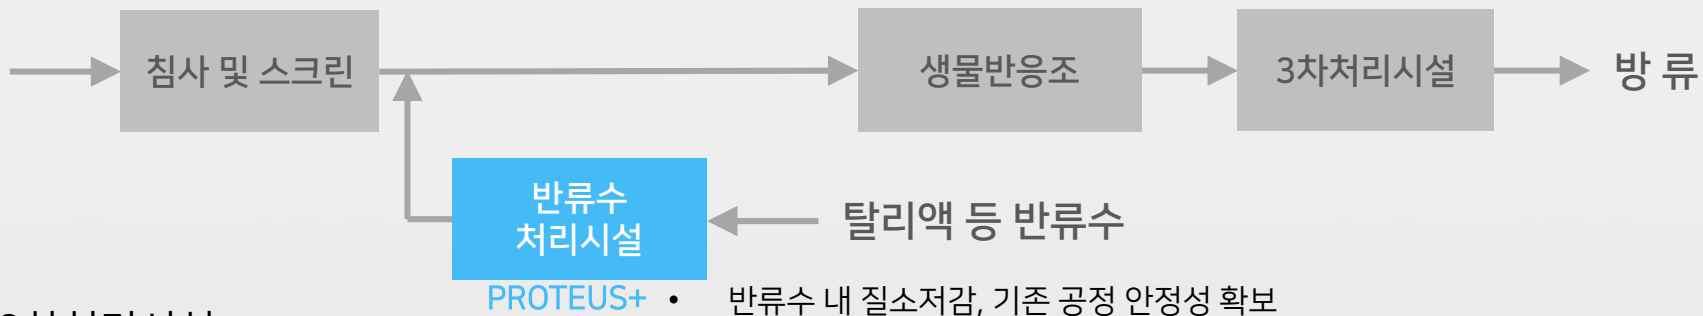 침사 및 스크린
생물반응조
3차처리시설
방 류
반류수
처리시설
탈리액 등 반류수
PROTEUS+
• 반류수 내 질소저감, 기존 공정 안정성 확보